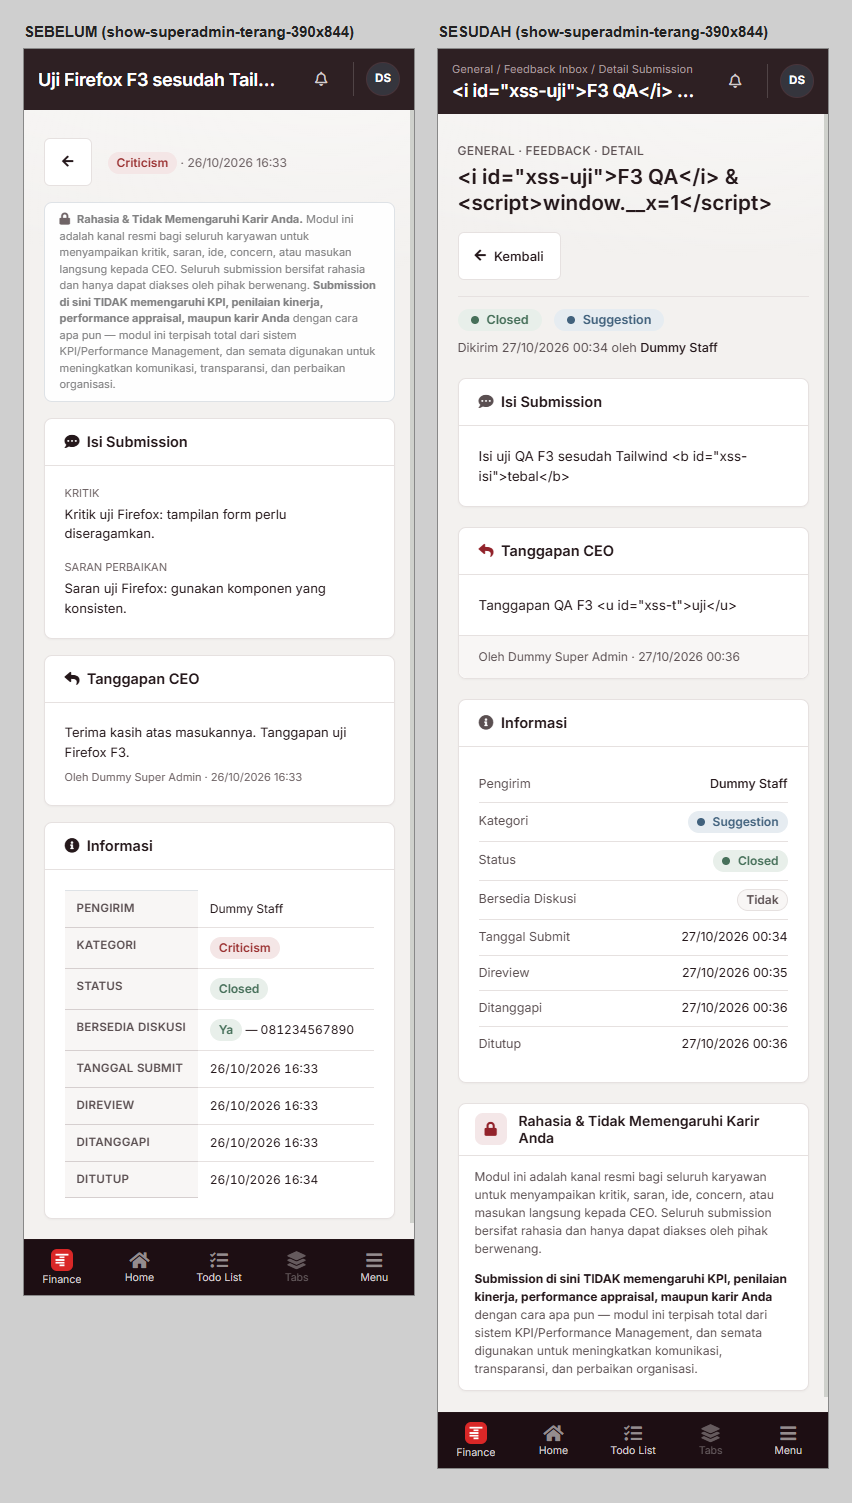 SEBELUM (show-superadmin-terang-390x844)
Uji Firefox F3 sesudah Tail...
DS
Criticism · 26/10/2026 16:33
Rahasia & Tidak Memengaruhi Karir Anda. Modul ini
adalah kanal resmi bagi seluruh karyawan untuk
menyampaikan kritik, saran, ide, concern, atau masukan
langsung kepada CEO. Seluruh submission bersifat rahasia
dan hanya dapat diakses oleh pihak berwenang. Submission
di sini TIDAK memengaruhi KPI, penilaian kinerja,
performance appraisal, maupun karir Anda dengan cara
apa pun — modul ini terpisah total dari sistem
KPI/Performance Management, dan semata digunakan untuk
meningkatkan komunikasi, transparansi, dan perbaikan
organisasi.
Isi Submission
KRITIK
Kritik uji Firefox: tampilan form perlu
diseragamkan.
SARAN PERBAIKAN
Saran uji Firefox: gunakan komponen yang
konsisten.
Tanggapan CEO
Terima kasih atas masukannya. Tanggapan uji
Firefox F3.
Oleh Dummy Super Admin · 26/10/2026 16:33
Informasi
PENGIRIM Dummy Staff
KATEGORI Criticism
STATUS Closed
BERSEDIA DISKUSI Ya — 081234567890
TANGGAL SUBMIT 26/10/2026 16:33
DIREVIEW 26/10/2026 16:33
DITANGGAPI 26/10/2026 16:33
DITUTUP 26/10/2026 16:34
Finance Home Todo List Tabs Menu
SESUDAH (show-superadmin-terang-390x844)
General / Feedback Inbox / Detail Submission
<i id="xss-uji">F3 QA</i> ...
DS
GENERAL · FEEDBACK · DETAIL
<i id="xss-uji">F3 QA</i> &
<script>window.__x=1</script>
Kembali
Closed Suggestion
Dikirim 27/10/2026 00:34 oleh Dummy Staff
Isi Submission
Isi uji QA F3 sesudah Tailwind <b id="xss-
isi">tebal</b>
Tanggapan CEO
Tanggapan QA F3 <u id="xss-t">uji</u>
Oleh Dummy Super Admin · 27/10/2026 00:36
Informasi
Pengirim Dummy Staff
Kategori Suggestion
Status Closed
Bersedia Diskusi Tidak
Tanggal Submit 27/10/2026 00:34
Direview 27/10/2026 00:35
Ditanggapi 27/10/2026 00:36
Ditutup 27/10/2026 00:36
Rahasia & Tidak Memengaruhi Karir
Anda
Modul ini adalah kanal resmi bagi seluruh karyawan
untuk menyampaikan kritik, saran, ide, concern, atau
masukan langsung kepada CEO. Seluruh submission
bersifat rahasia dan hanya dapat diakses oleh pihak
berwenang.
Submission di sini TIDAK memengaruhi KPI, penilaian
kinerja, performance appraisal, maupun karir Anda
dengan cara apa pun — modul ini terpisah total dari
sistem KPI/Performance Management, dan semata
digunakan untuk meningkatkan komunikasi,
transparansi, dan perbaikan organisasi.
Finance Home Todo List Tabs Menu